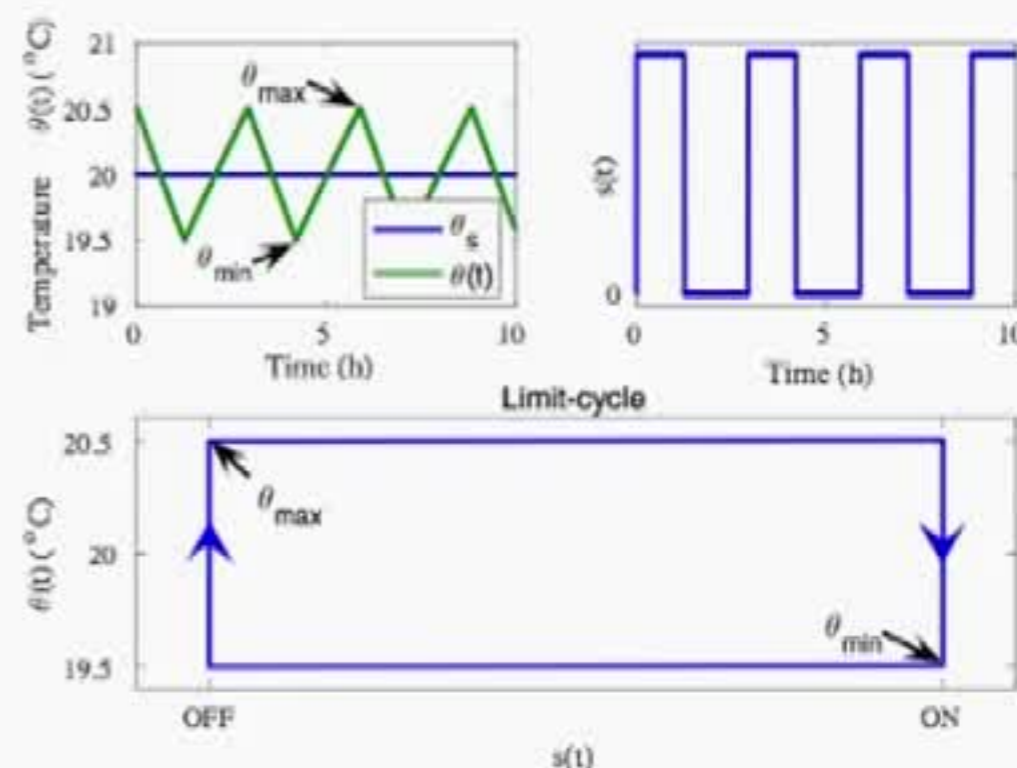 Temperature θ(t) (°C)
21
20.5
20
19.5
19
θmax
θmin
θs
θ(t)
0 5 10
Time (h)
s(t)
0
0 5 10
Time (h)
Limit-cycle
θ(t) (°C)
20.5
20
19.5
θmax
θmin
OFF ON
s(t)